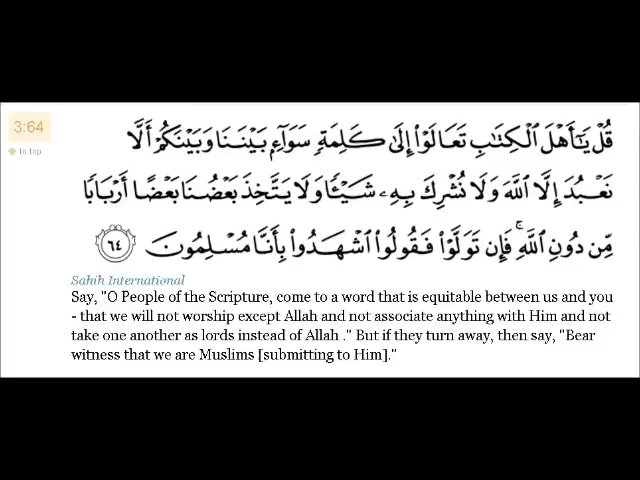 3:64
To Top
قُلْ يَـٰٓأَهْلَ ٱلْكِتَـٰبِ تَعَالَوْا۟ إِلَىٰ كَلِمَةٍ سَوَآءٍۭ بَيْنَنَا وَبَيْنَكُمْ أَلَّا
نَعْبُدَ إِلَّا ٱللَّهَ وَلَا نُشْرِكَ بِهِۦ شَيْـًٔا وَلَا يَتَّخِذَ بَعْضُنَا بَعْضًا أَرْبَابًا
مِّن دُونِ ٱللَّهِ ۚ فَإِن تَوَلَّوْا۟ فَقُولُوا۟ ٱشْهَدُوا۟ بِأَنَّا مُسْلِمُونَ ٦٤
Sahih International
Say, "O People of the Scripture, come to a word that is equitable between us and you
- that we will not worship except Allah and not associate anything with Him and not
take one another as lords instead of Allah ." But if they turn away, then say, "Bear
witness that we are Muslims [submitting to Him]."